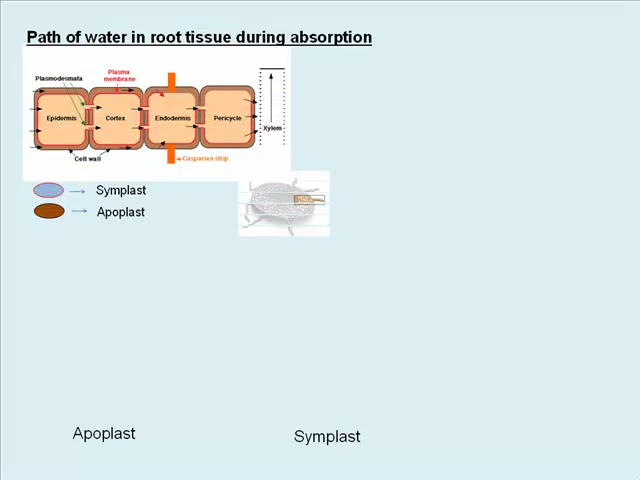 Path of water in root tissue during absorption
Plasmodesmata
Plasma
membrane
Epidermis
Cortex
Endodermis
Pericycle
Xylem
Cell wall
Casparian strip
Symplast
Apoplast
Apoplast
Symplast